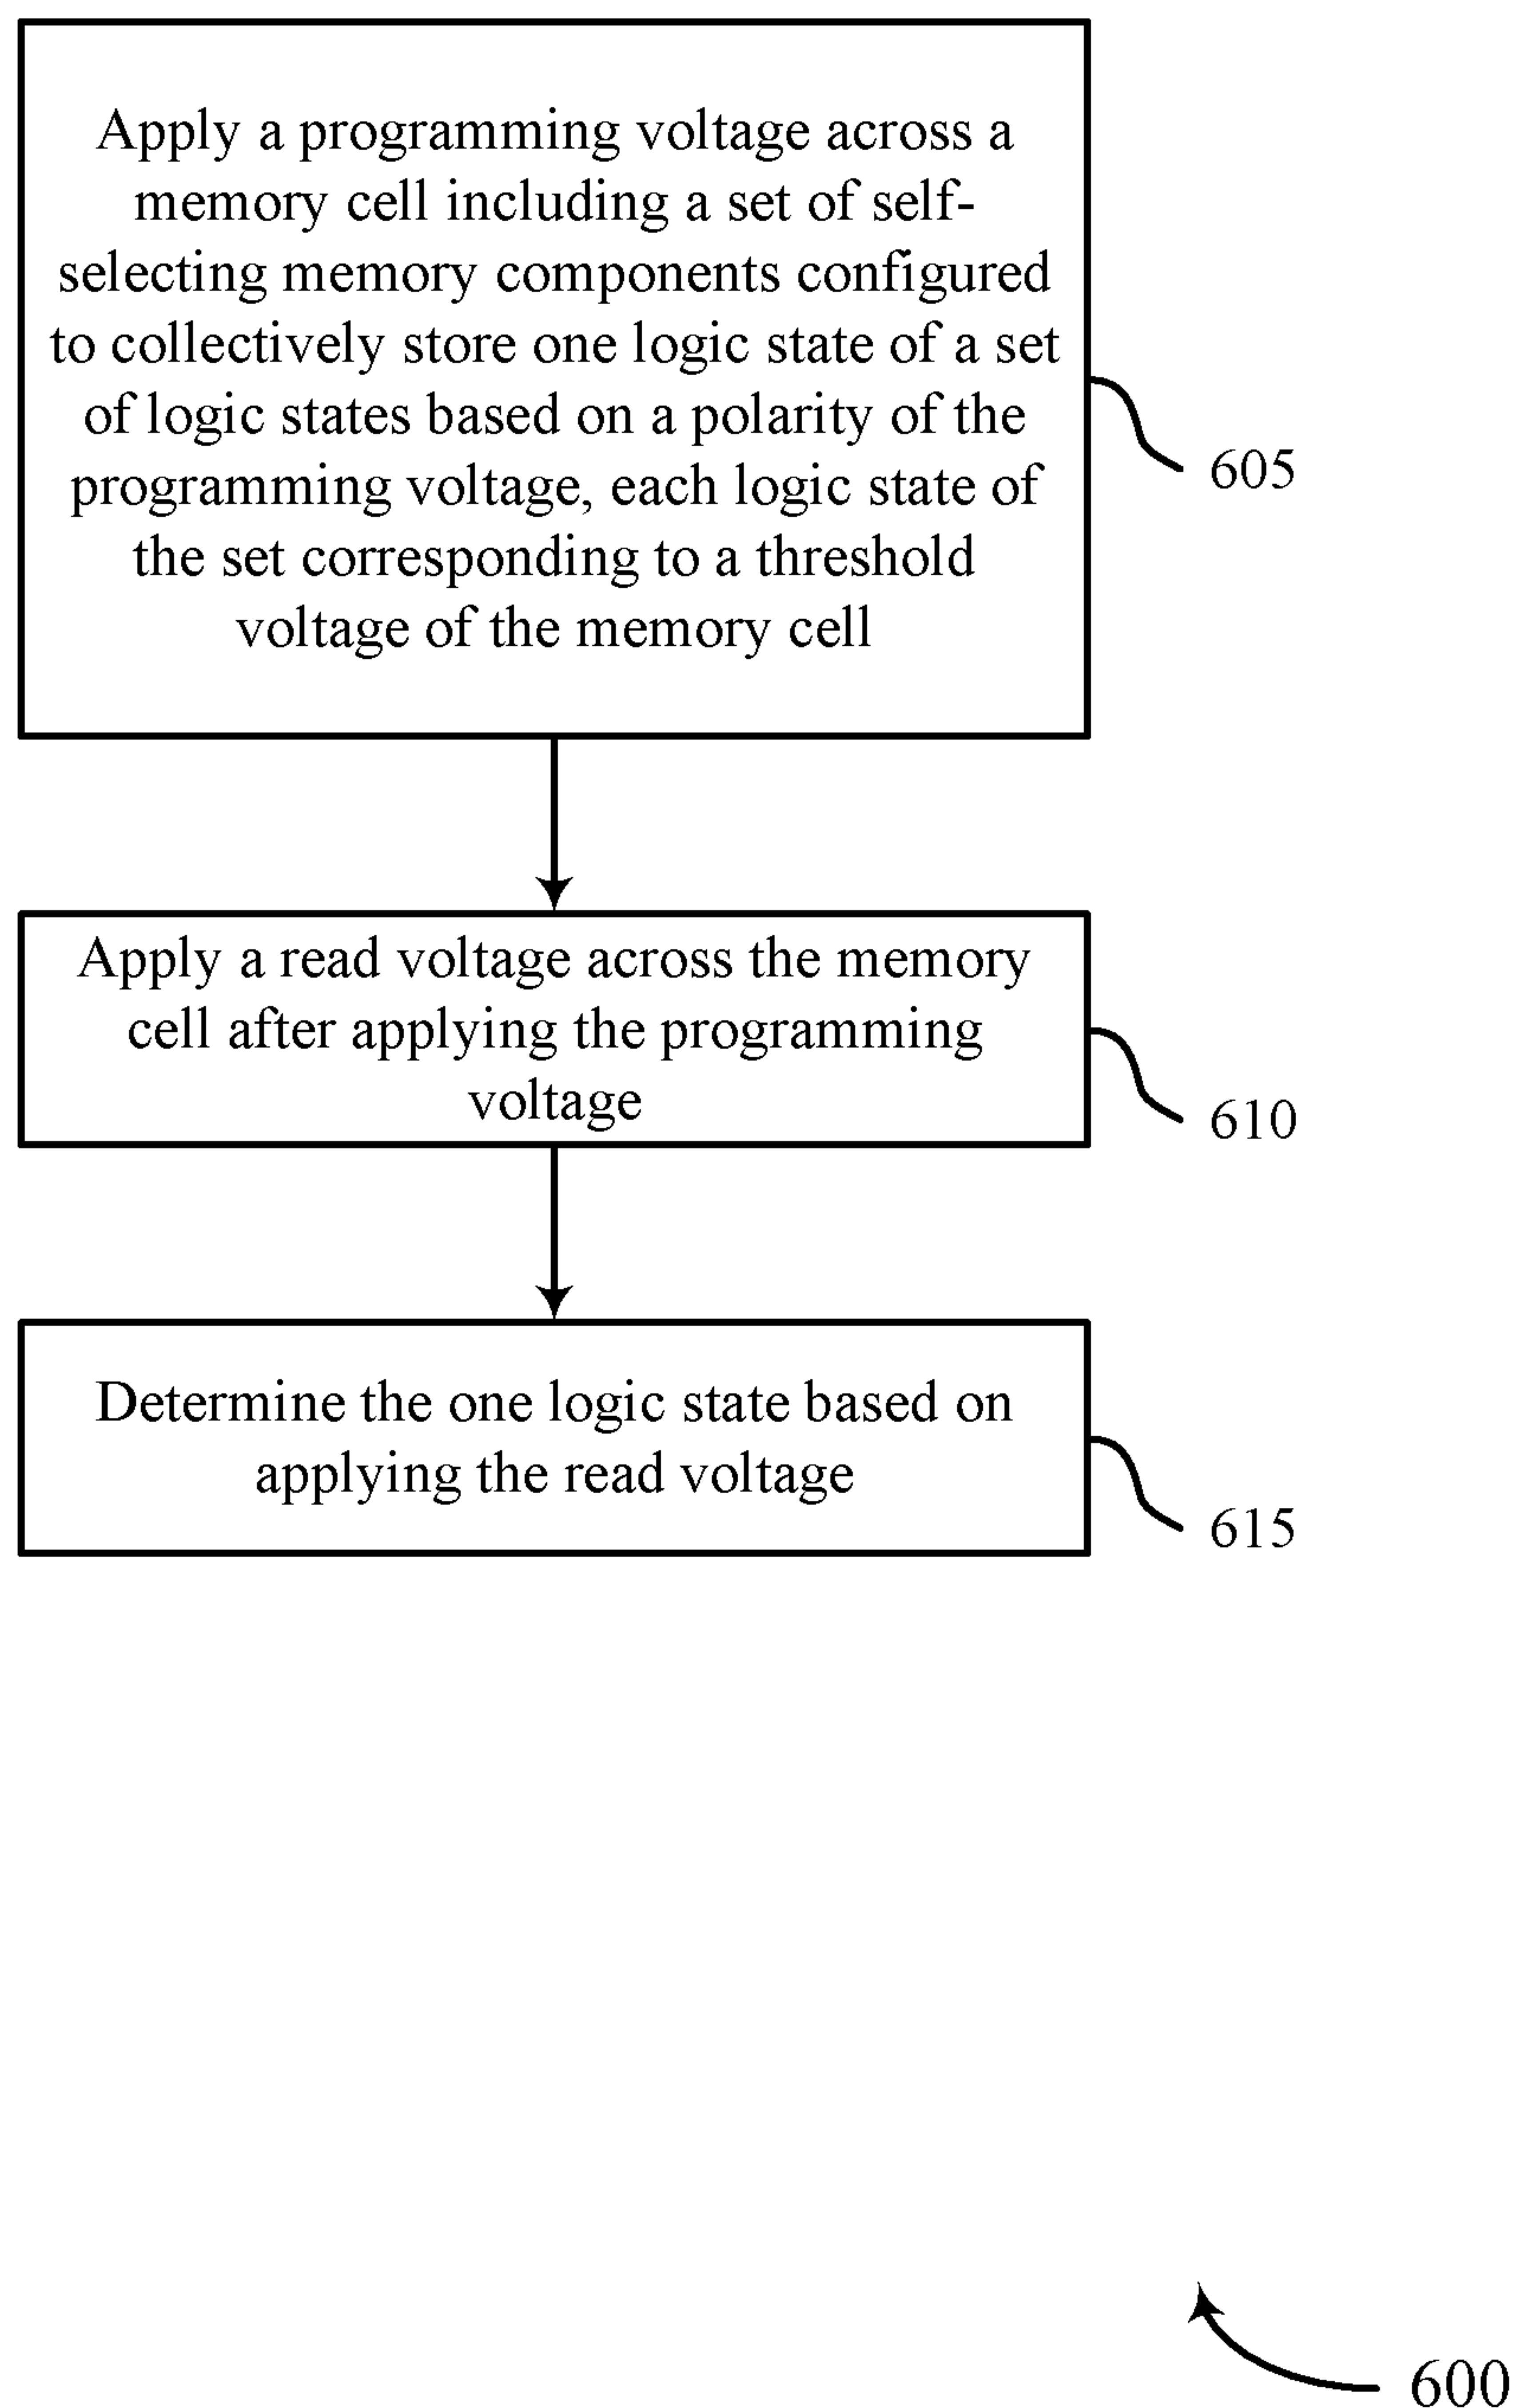 Apply a programming voltage across a
memory cell including a set of self-
selecting memory components configured
to collectively store one logic state of a set
of logic states based on a polarity of the
programming voltage, each logic state of
the set corresponding to a threshold
voltage of the memory cell
605
Apply a read voltage across the memory
cell after applying the programming
voltage
610
Determine the one logic state based on
applying the read voltage
615
600